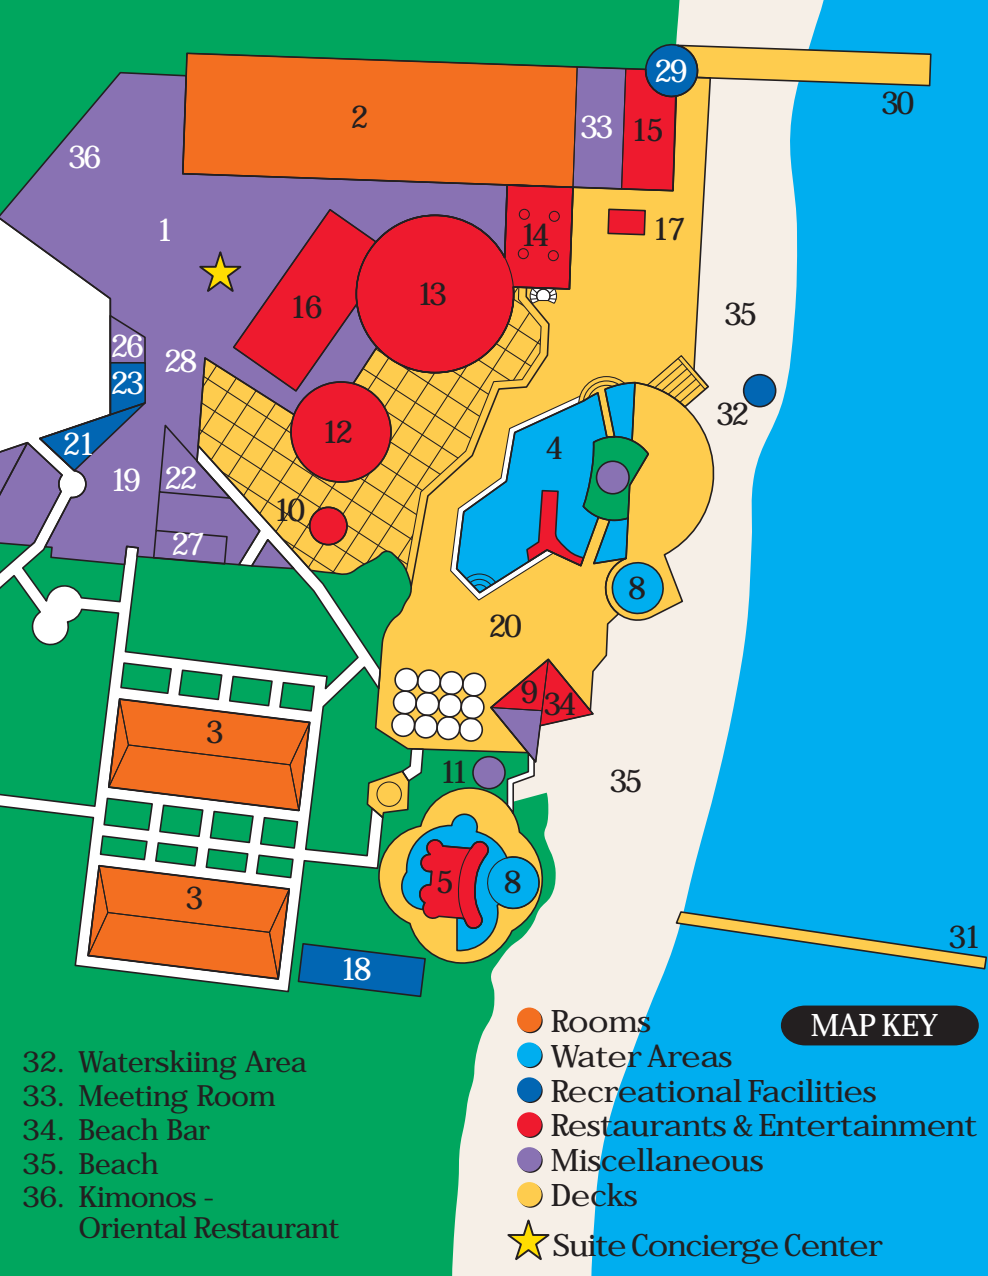 29
30
2
33
15
36
1
14
17
16
13
35
26
28
23
32
12
4
21
19
22
10
27
8
20
9
34
3
11
35
5
8
3
31
18
MAP KEY
Rooms
Water Areas
Recreational Facilities
Restaurants & Entertainment
Miscellaneous
Decks
Suite Concierge Center
32. Waterskiing Area
33. Meeting Room
34. Beach Bar
35. Beach
36. Kimonos -
Oriental Restaurant